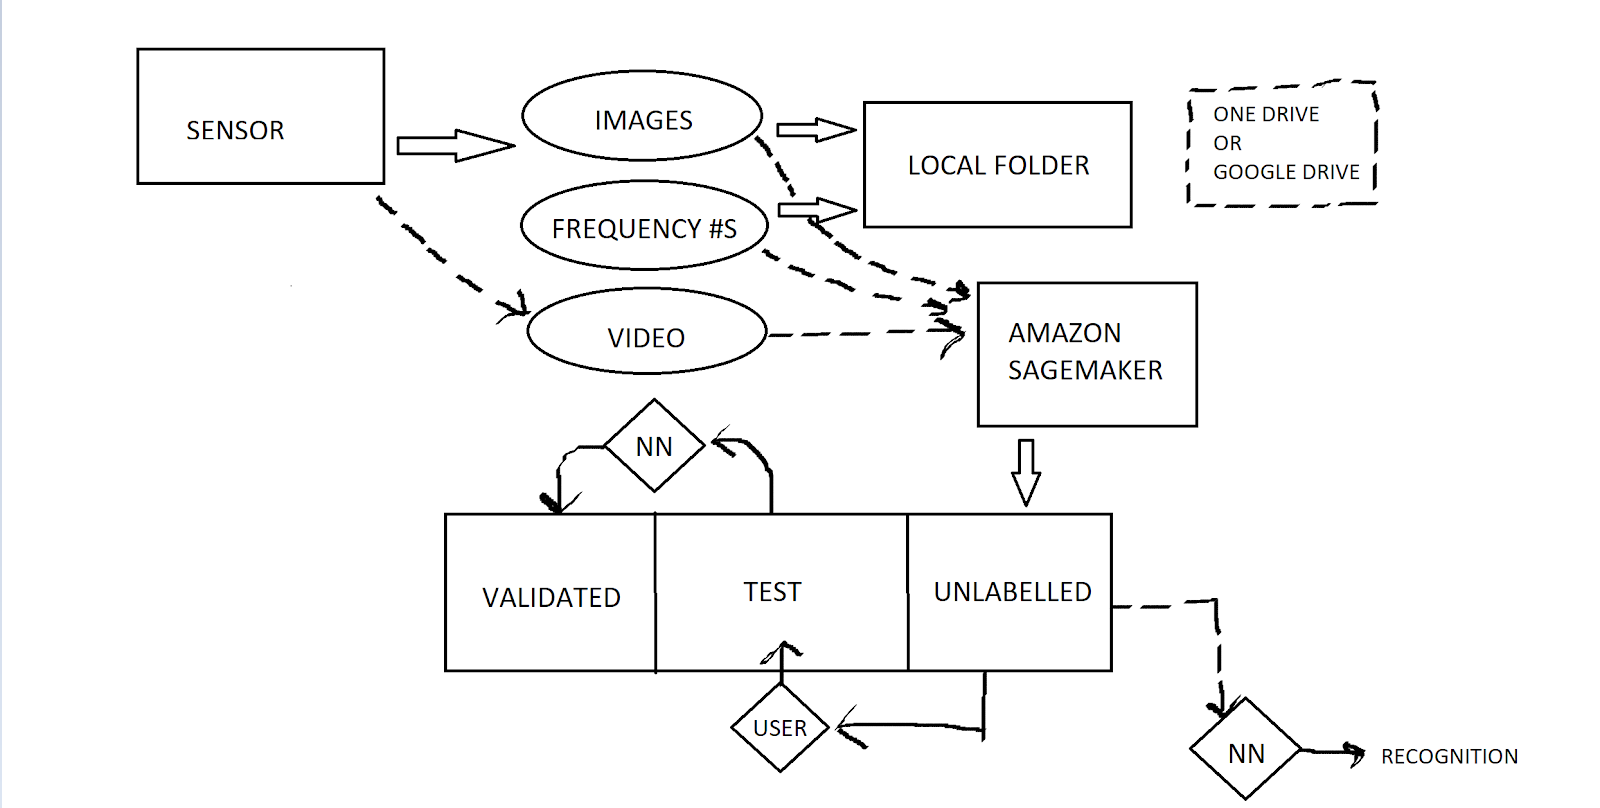 SENSOR
IMAGES
FREQUENCY #S
VIDEO
LOCAL FOLDER
ONE DRIVE
OR
GOOGLE DRIVE
AMAZON
SAGEMAKER
NN
VALIDATED
TEST
UNLABELLED
USER
NN
RECOGNITION